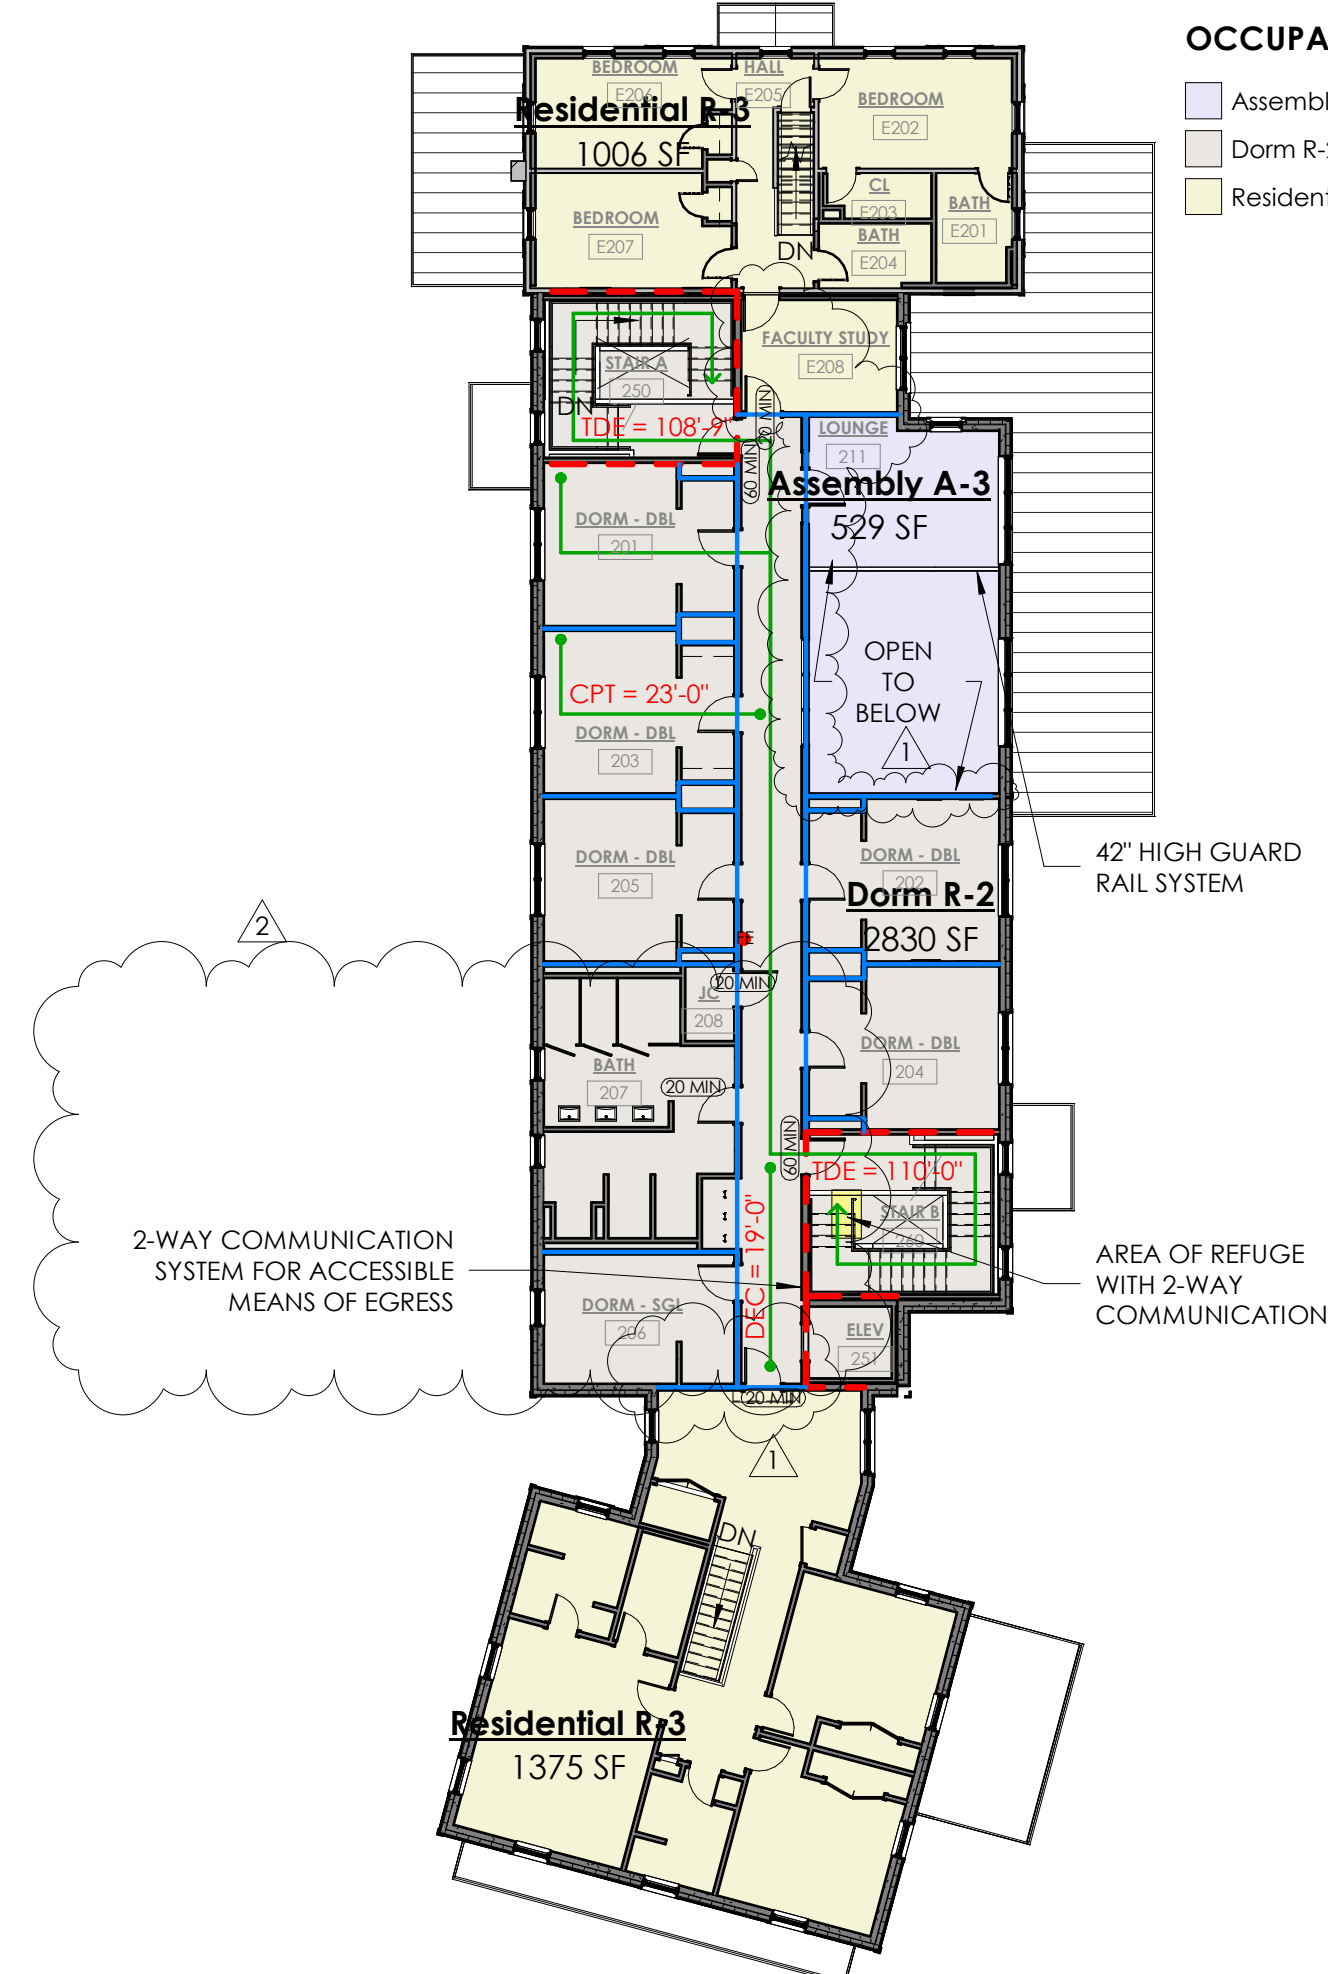 OCCUPA
Assembl
Dorm R-2
Resident
BEDROOM
E206
HALL
E205
BEDROOM
E202
Residential R-3
1006 SF
CL
E203
BATH
E201
BEDROOM
E207
BATH
E204
DN
FACULTY STUDY
E208
STAIR A
250
DN
TDE = 108'-9"
20 MIN
60 MIN
LOUNGE
211
Assembly A-3
529 SF
DORM - DBL
201
OPEN
TO
BELOW
1
CPT = 23'-0"
DORM - DBL
203
42" HIGH GUARD
RAIL SYSTEM
DORM - DBL
205
DORM - DBL
202
Dorm R-2
2830 SF
2
FE
20 MIN
JC
208
DORM - DBL
204
BATH
207
20 MIN
60 MIN
TDE = 110'-0"
STAIR B
260
DEC = 19'-0"
2-WAY COMMUNICATION
SYSTEM FOR ACCESSIBLE
MEANS OF EGRESS
AREA OF REFUGE
WITH 2-WAY
COMMUNICATION
DORM - SGL
206
ELEV
251
20 MIN
1
DN
Residential R-3
1375 SF